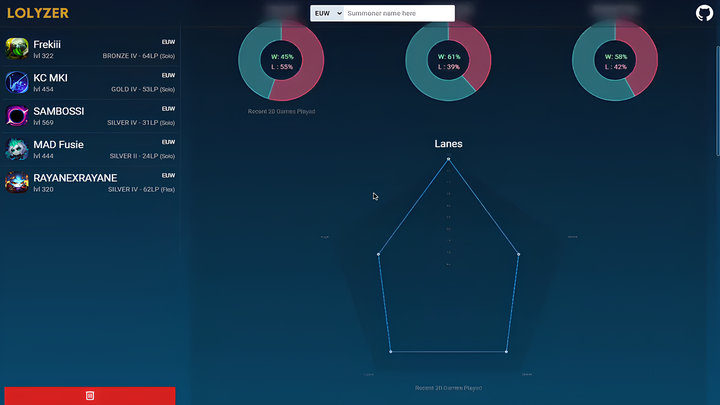 LOLYZER
EUW Summoner name here
Frekiii EUW
lvl 322 BRONZE IV - 64LP (Solo)
KC MKI EUW
lvl 454 GOLD IV - 53LP (Solo)
SAMBOSSI EUW
lvl 569 SILVER IV - 31LP (Solo)
MAD Fusie EUW
lvl 444 SILVER II - 24LP (Solo)
RAYANEXRAYANE EUW
lvl 320 SILVER IV - 62LP (Flex)
W: 45%
L : 55%
W: 61%
L : 39%
W: 58%
L : 42%
Recent 20 Games Played
Lanes
Recent 20 Games Played